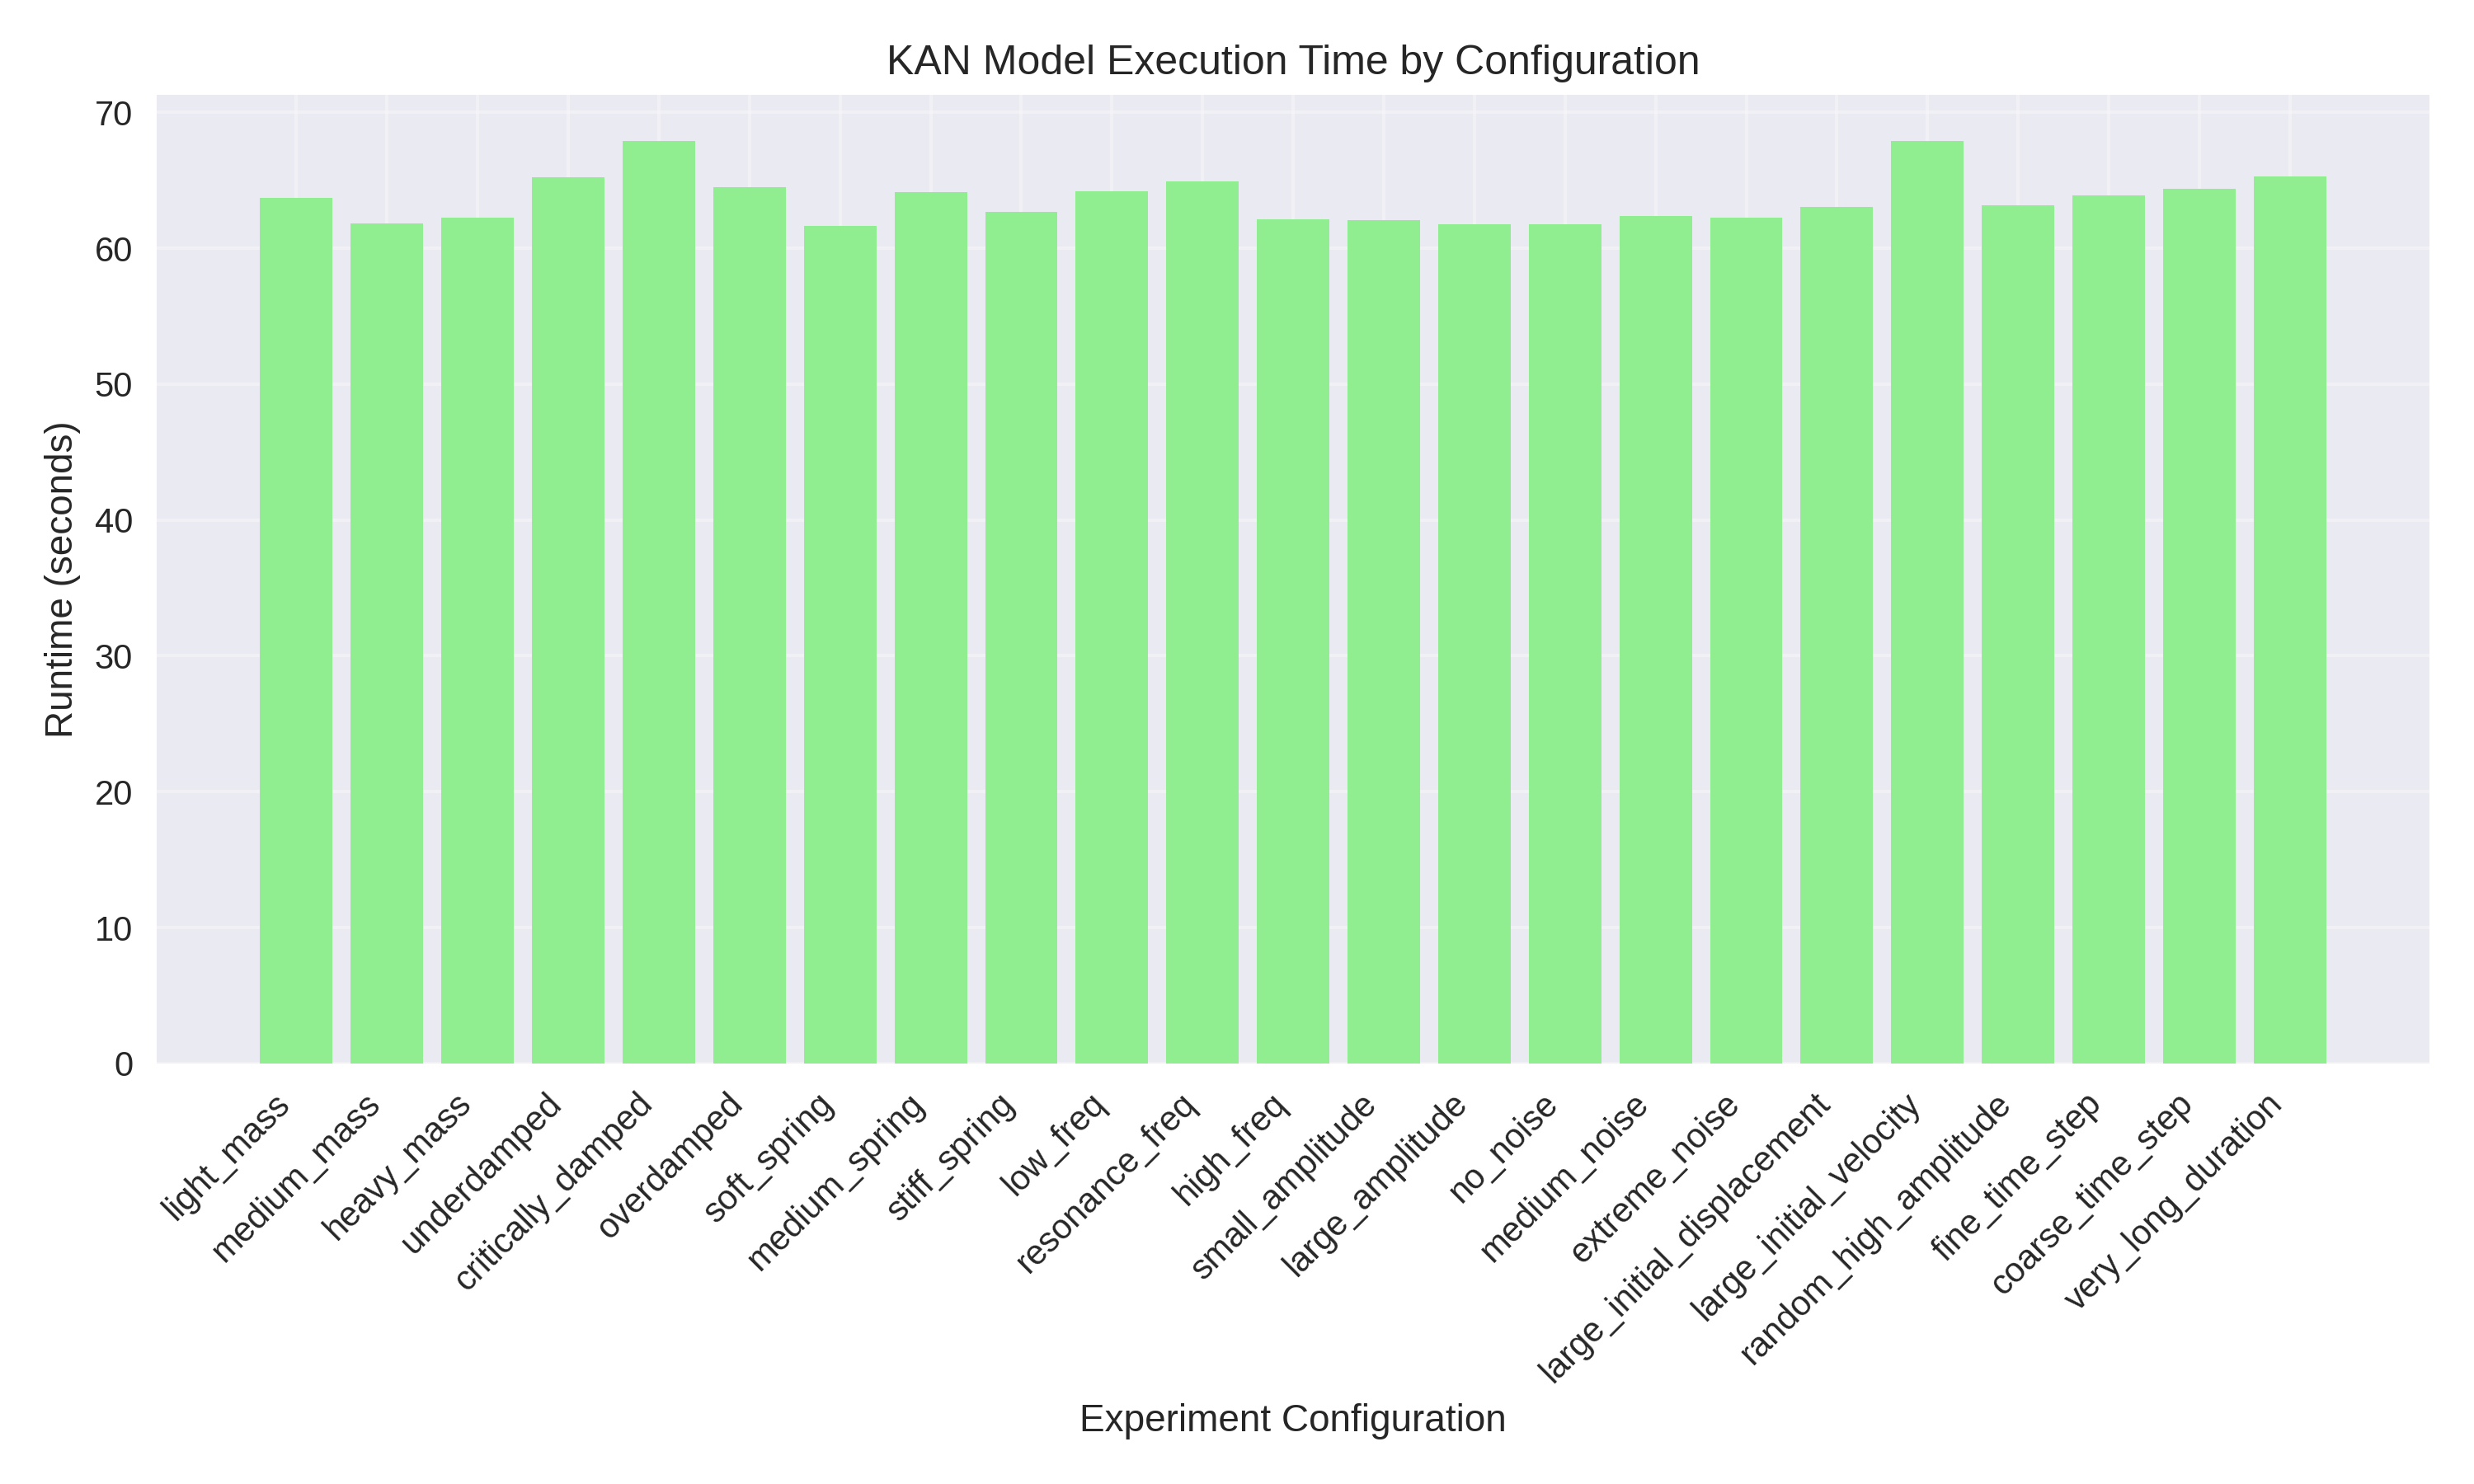 KAN Model Execution Time by Configuration
70
60
50
40
30
20
10
0
Runtime (seconds)
light_mass
medium_mass
heavy_mass
underdamped
critically_damped
overdamped
soft_spring
medium_spring
stiff_spring
low_freq
resonance_freq
high_freq
small_amplitude
large_amplitude
no_noise
medium_noise
extreme_noise
large_initial_displacement
large_initial_velocity
random_high_amplitude
fine_time_step
coarse_time_step
very_long_duration
Experiment Configuration